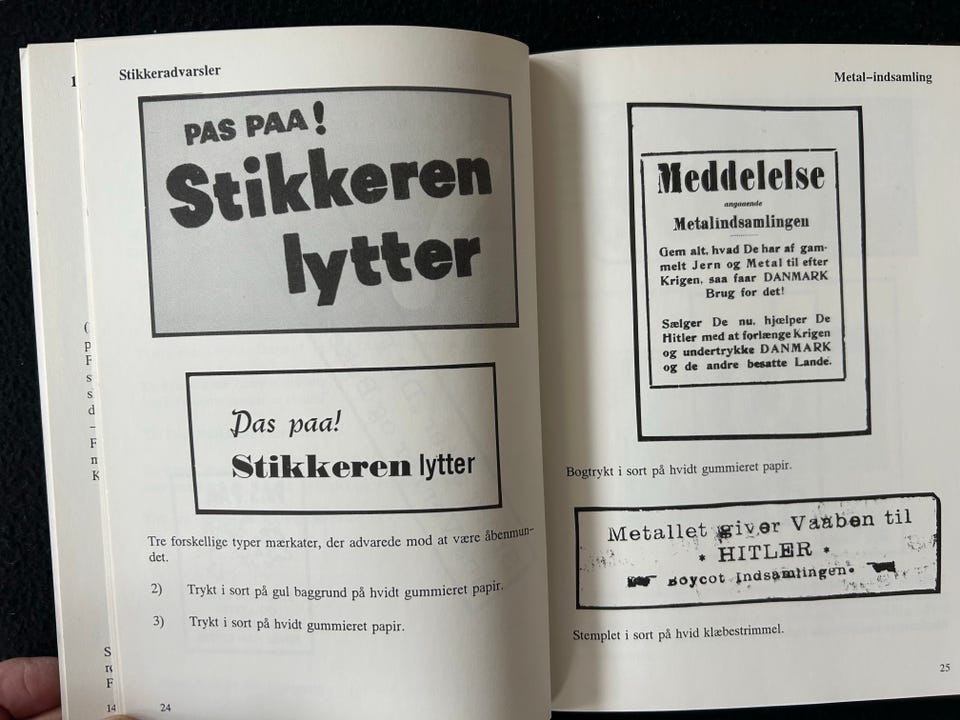 Stikkeradvarsler
PAS PAA!
Stikkeren
lytter
Pas paa!
Stikkeren lytter
Tre forskellige typer mærkater, der advarede mod at være åbenmun-
det.
2) Trykt i sort på gul baggrund på hvidt gummieret papir.
3) Trykt i sort på hvidt gummieret papir.
24
Metal-indsamling
Meddelelse
angaaende
Metalindsamlingen
Gem alt, hvad De har af gam-
melt Jern og Metal til efter
Krigen, saa faar DANMARK
Brug for det!
Sælger De nu, hjælper De
Hitler med at forlænge Krigen
og undertrykke DANMARK
og de andre besatte Lande.
Bogtrykt i sort på hvidt gummieret papir.
Metallet giver Vaaben til
* HITLER *
Boycot Indsamlingen.
Stemplet i sort på hvid klæbestrimmel.
25
14